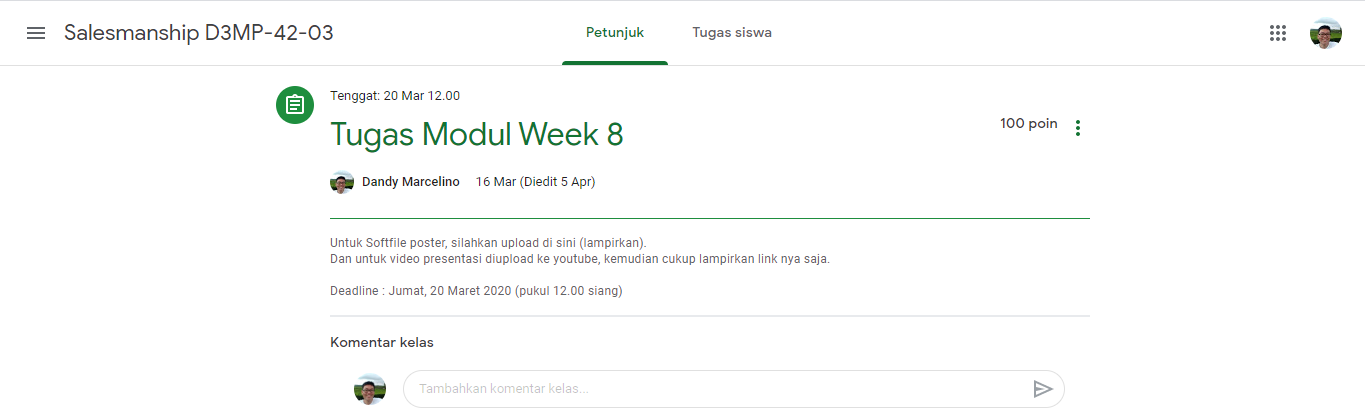 Salesmanship D3MP-42-03
Petunjuk
Tugas siswa
Tenggat: 20 Mar 12.00
Tugas Modul Week 8
100 poin
Dandy Marcelino 16 Mar (Diedit 5 Apr)
Untuk Softfile poster, silahkan upload di sini (lampirkan).
Dan untuk video presentasi diupload ke youtube, kemudian cukup lampirkan link nya saja.
Deadline : Jumat, 20 Maret 2020 (pukul 12.00 siang)
Komentar kelas
Tambahkan komentar kelas...